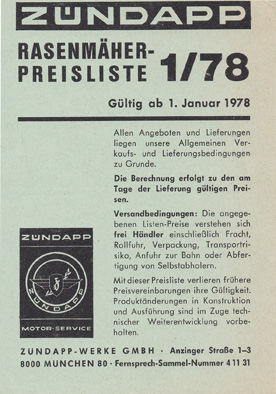 ZÜNDAPP
RASENMÄHER-
PREISLISTE 1/78
Gültig ab 1. Januar 1978
Allen Angeboten und Lieferungen
liegen unsere Allgemeinen Ver-
kaufs- und Lieferungsbedingungen
zu Grunde.
Die Berechnung erfolgt zu den am
Tage der Lieferung gültigen Prei-
sen.
Versandbedingungen: Die angege-
benen Listen-Preise verstehen sich
frei Händler einschließlich Fracht,
Rollfuhr, Verpackung, Transportri-
siko, Anfuhr zur Bahn oder Abfer-
tigung von Selbstabholern.
Mit dieser Preisliste verlieren frühere
Preisvereinbarungen ihre Gültigkeit.
Produktänderungen in Konstruktion
und Ausführung sind im Zuge tech-
nischer Weiterentwicklung vorbe-
halten.
ZÜNDAPP
ZÜNDAPP
MOTOR-SERVICE
ZÜNDAPP-WERKE GMBH · Anzinger Straße 1–3
8000 MÜNCHEN 80 · Fernsprech-Sammel-Nummer 4 11 31